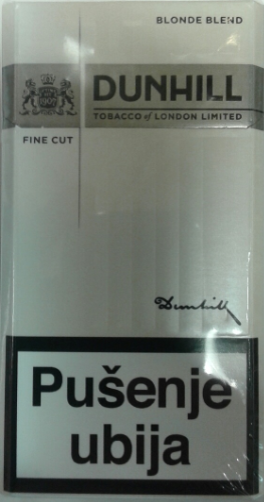 BLONDE BLEND
DUNHILL
TOBACCO of LONDON LIMITED
FINE CUT
Dunhill
Pušenje
ubija